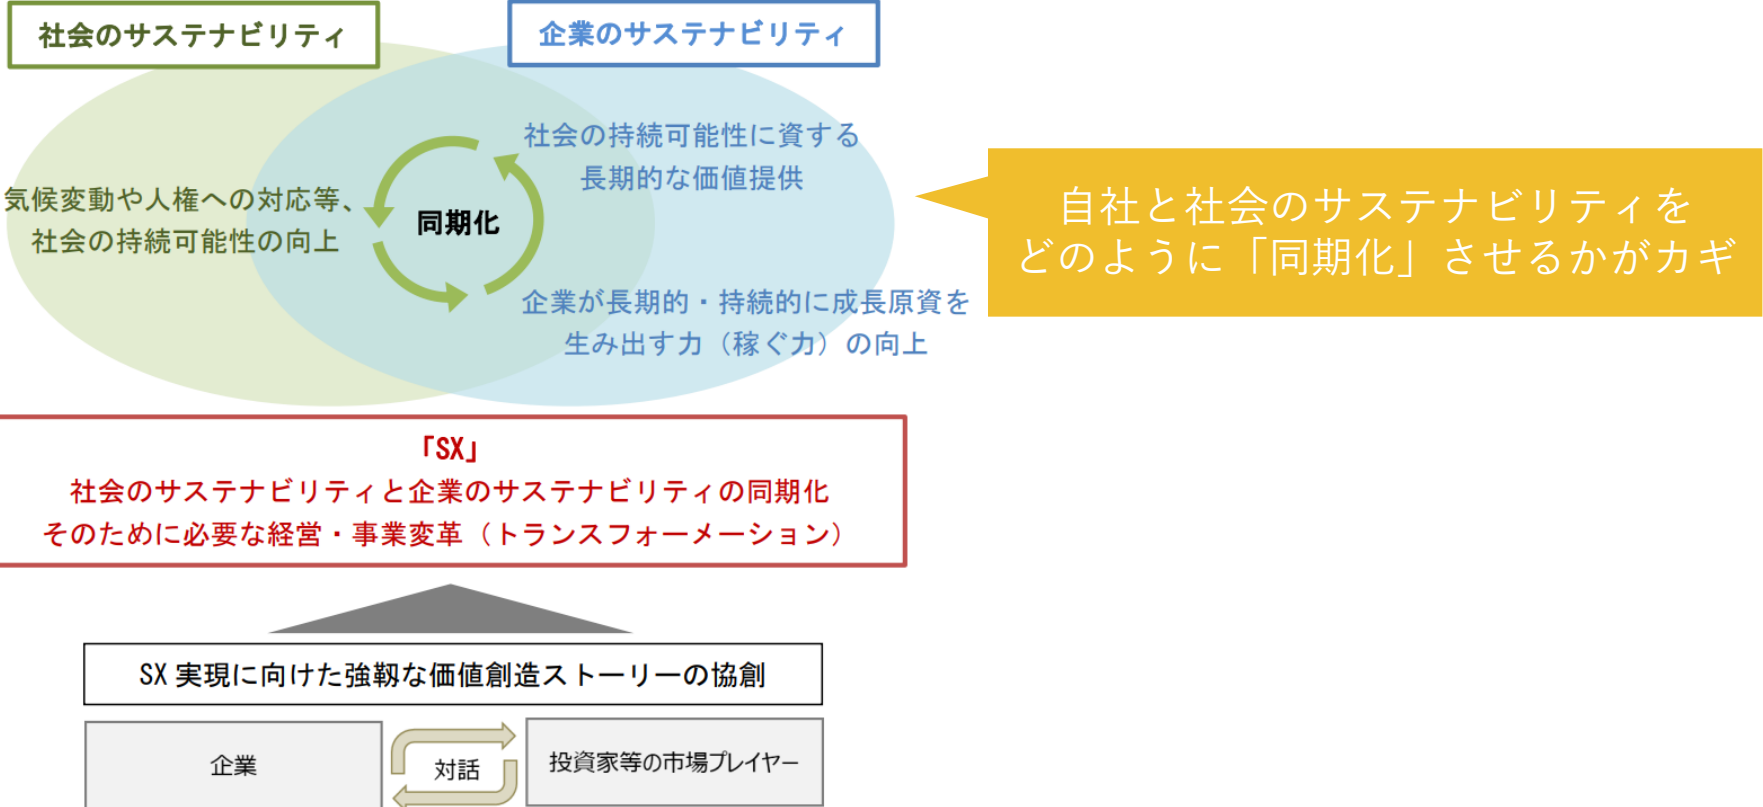 社会のサステナビリティ
企業のサステナビリティ
気候変動や人権への対応等、
社会の持続可能性の向上
同期化
社会の持続可能性に資する
長期的な価値提供
企業が長期的・持続的に成長原資を
生み出す力（稼ぐ力）の向上
自社と社会のサステナビリティを
どのように「同期化」させるかがカギ
「SX」
社会のサステナビリティと企業のサステナビリティの同期化
そのために必要な経営・事業変革（トランスフォーメーション）
SX 実現に向けた強靱な価値創造ストーリーの協創
企業
対話
投資家等の市場プレイヤー